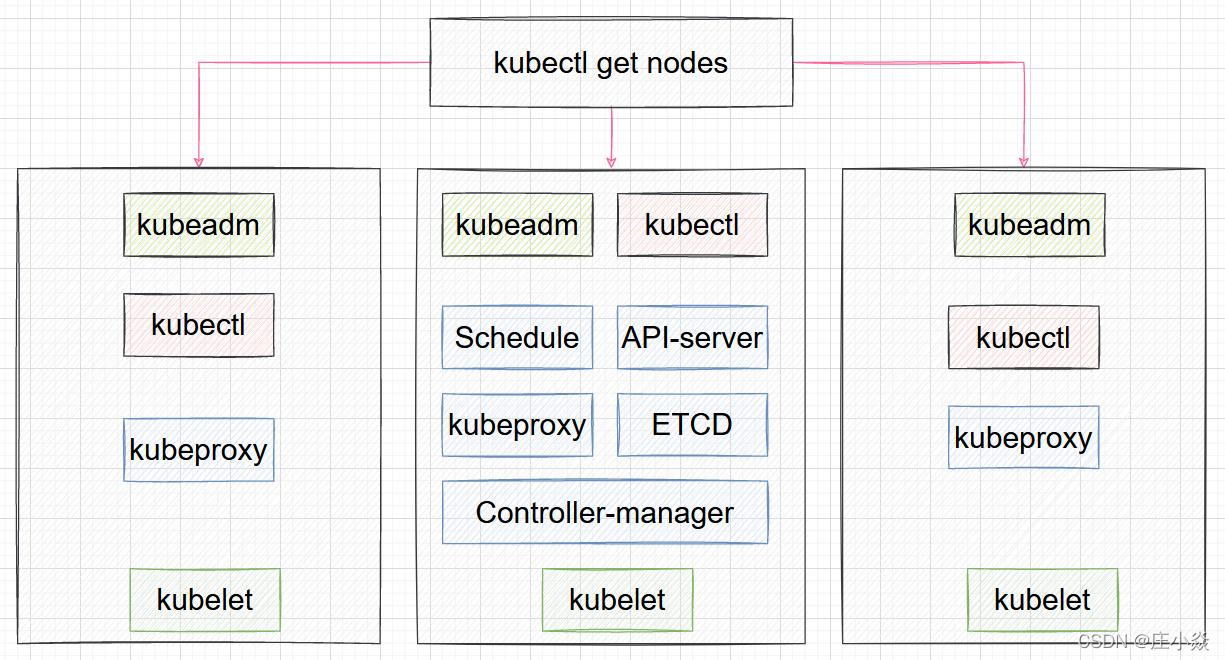 kubectl get nodes
kubeadm
kubectl
kubeproxy
kubelet
kubeadm kubectl
Schedule API-server
kubeproxy ETCD
Controller-manager
kubelet
kubeadm
kubectl
kubeproxy
kubelet
CSDN @庄小焱